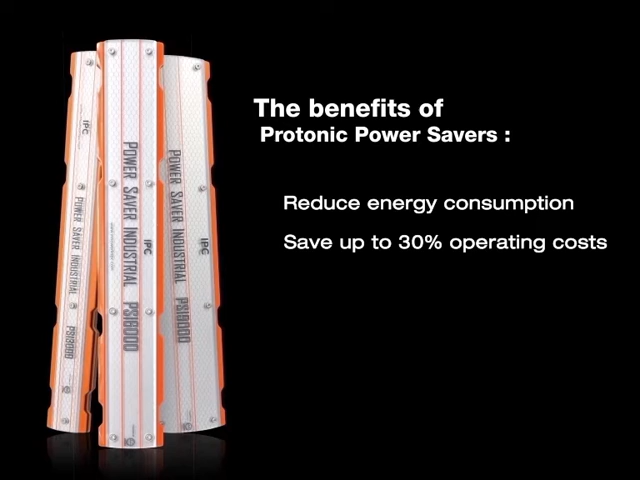 The benefits of
Protonic Power Savers :
Reduce energy consumption
Save up to 30% operating costs
IPC
POWER SAVER INDUSTRIAL
POWER SAVER INDUSTRIAL PSI8000
IPC
POWER SAVER INDUSTRIAL PSI8000
IPC